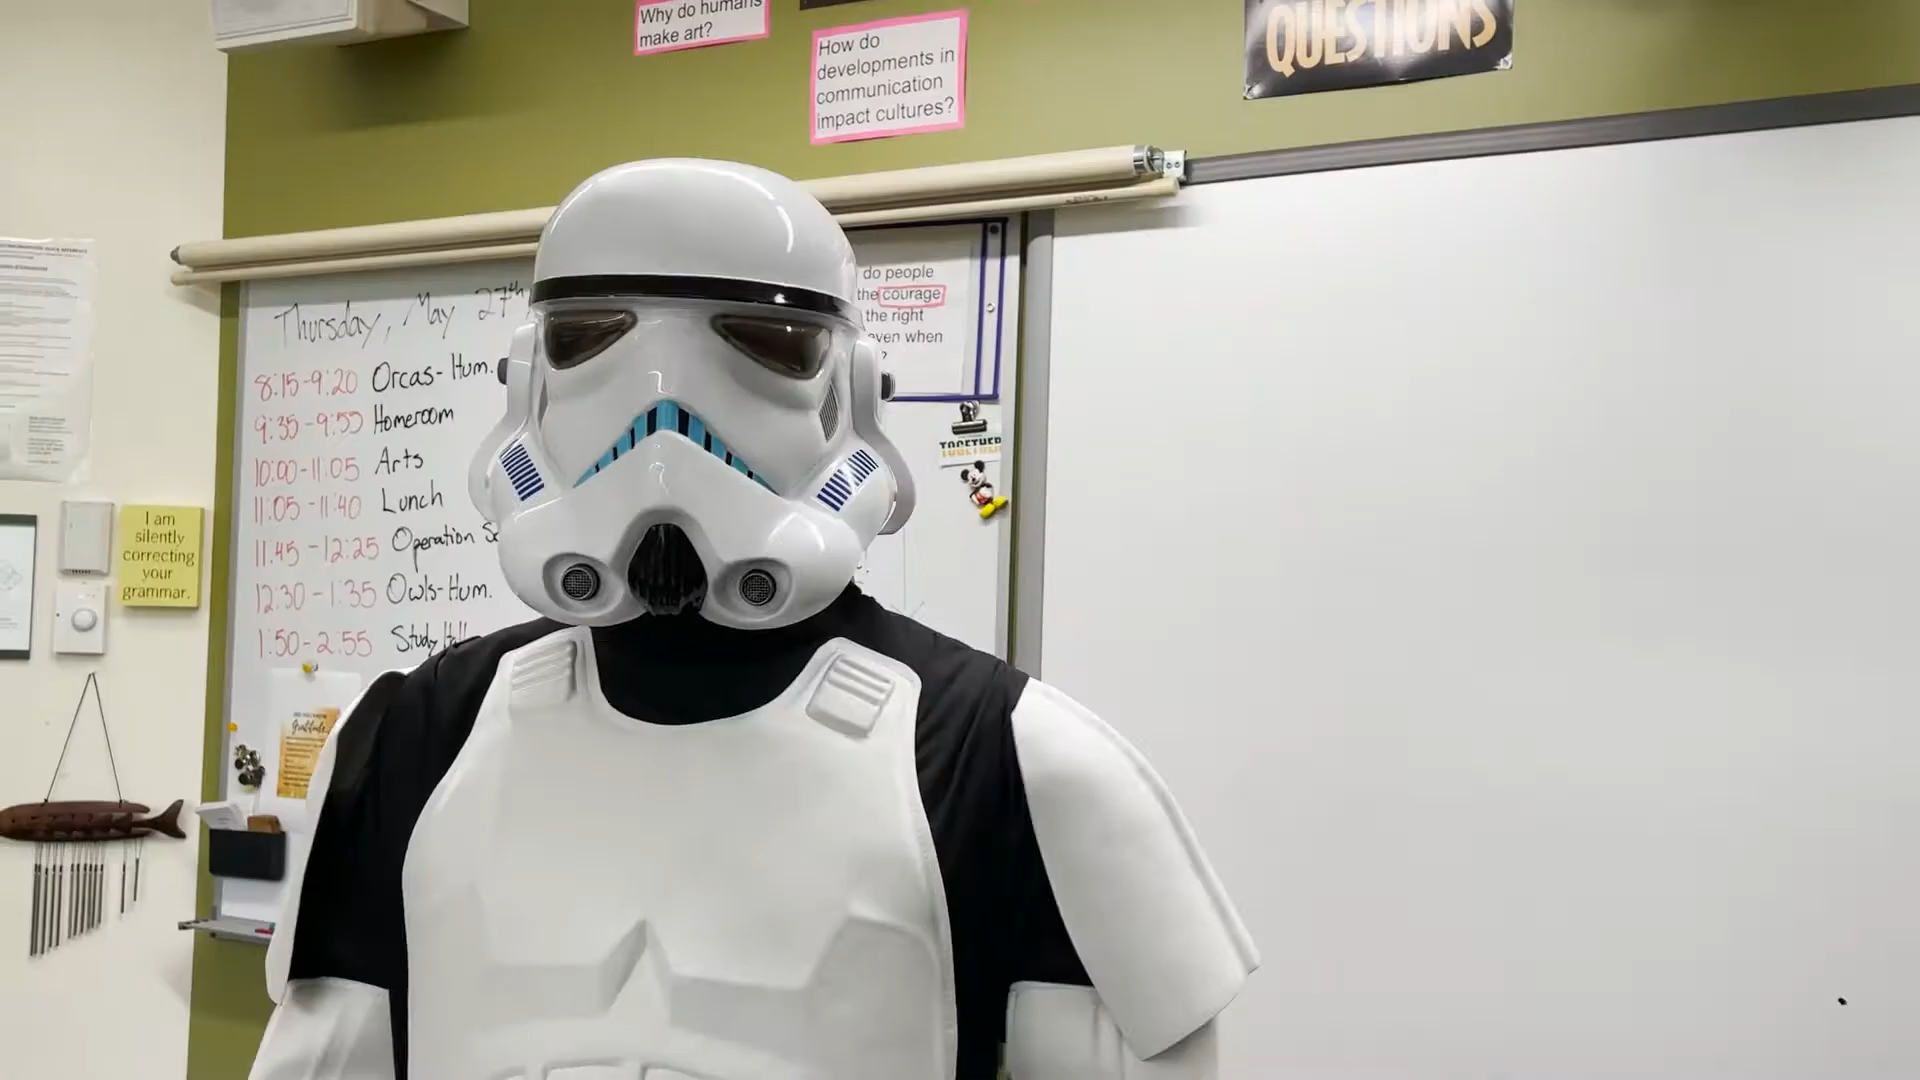 Why do humans
make art?
How do
developments in
communication
impact cultures?
QUESTIONS
do people
the courage
the right
even when
?
TOGETHER
Thursday, May 27th
8:15-9:20 Orcas-Hum.
9:35-9:55 Homeroom
10:00-11:05 Arts
11:05-11:40 Lunch
11:45-12:25 Operation
12:30-1:35 Owls-Hum.
1:50-2:55 Study Hall
I am
silently
correcting
your
grammar.
Gratitude